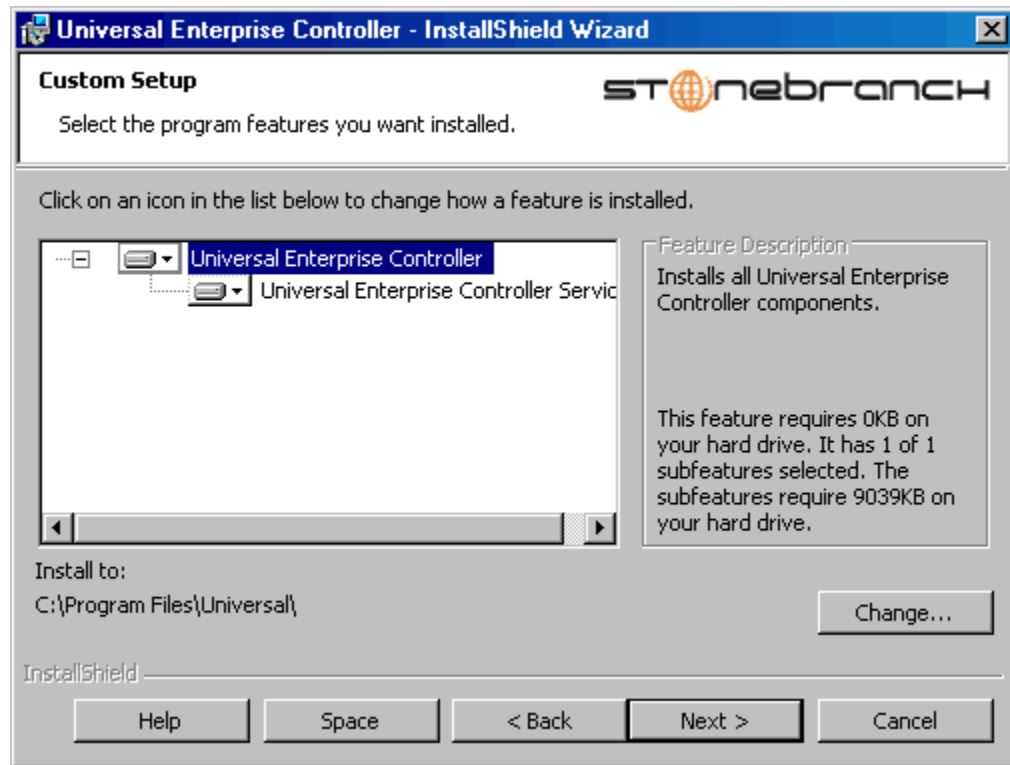 Universal Enterprise Controller - InstallShield Wizard
Custom Setup
STONEBRANCH
Select the program features you want installed.
Click on an icon in the list below to change how a feature is installed.
Universal Enterprise Controller
Universal Enterprise Controller Servic
Feature Description
Installs all Universal Enterprise
Controller components.
This feature requires 0KB on
your hard drive. It has 1 of 1
subfeatures selected. The
subfeatures require 9039KB on
your hard drive.
Install to:
C:\Program Files\Universal\
Change...
InstallShield
Help
Space
< Back
Next >
Cancel